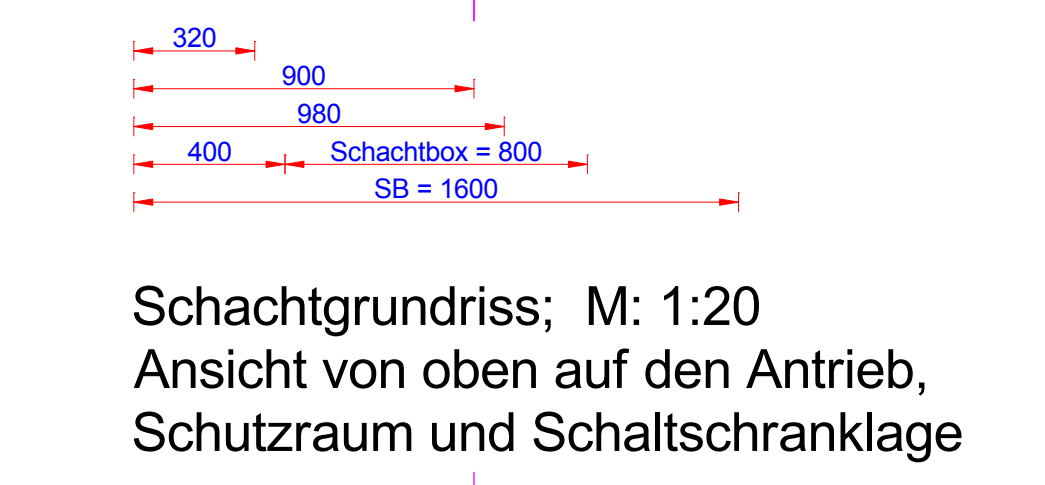 320
900
980
400 Schachtbox = 800
SB = 1600
Schachtgrundriss; M: 1:20
Ansicht von oben auf den Antrieb,
Schutzraum und Schaltschranklage